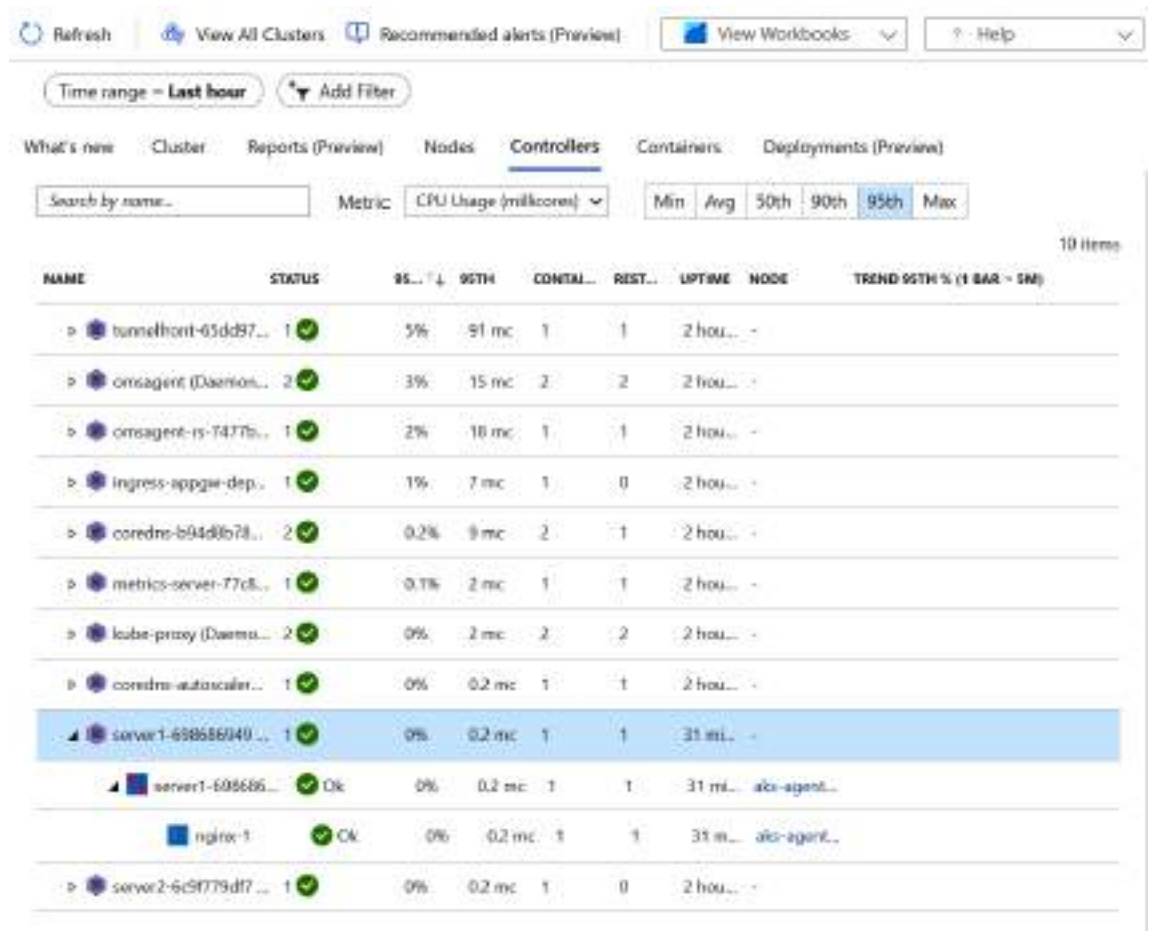 Refresh View All Clusters Recommended alerts (Preview) View Workbooks ? Help
Time range = Last hour Add Filter
What's new Cluster Reports (Preview) Nodes Controllers Containers Deployments (Preview)
Search by name... Metric CPU Usage (millicores) Min Avg 50th 90th 95th Max
10 items
NAME STATUS 95... ↑↓ 95TH CONTAI... REST... UPTIME NODE TREND 95TH % (1 BAR = 5M)
tunnelfront-65dd97... 1 5% 91 mc 1 1 2 hou... -
omsagent (Daemon... 2 3% 15 mc 2 2 2 hou... -
omsagent-rs-7477b... 1 2% 18 mc 1 1 2 hou... -
ingress-appgw-dep... 1 1% 7 mc 1 0 2 hou... -
coredns-b94d8b78... 2 0.2% 9 mc 2 1 2 hou... -
metrics-server-77c8... 1 0.1% 2 mc 1 1 2 hou... -
kube-proxy (Daemo... 2 0% 2 mc 2 2 2 hou... -
coredns-autoscaler... 1 0% 0.2 mc 1 1 2 hou... -
server1-698686949 ... 1 0% 0.2 mc 1 1 31 mi... -
server1-698686... Ok 0% 0.2 mc 1 1 31 mi... aks-agent...
nginx-1 Ok 0% 0.2 mc 1 1 31 m... aks-agent...
server2-6c9f779df7 ... 1 0% 0.2 mc 1 0 2 hou... -